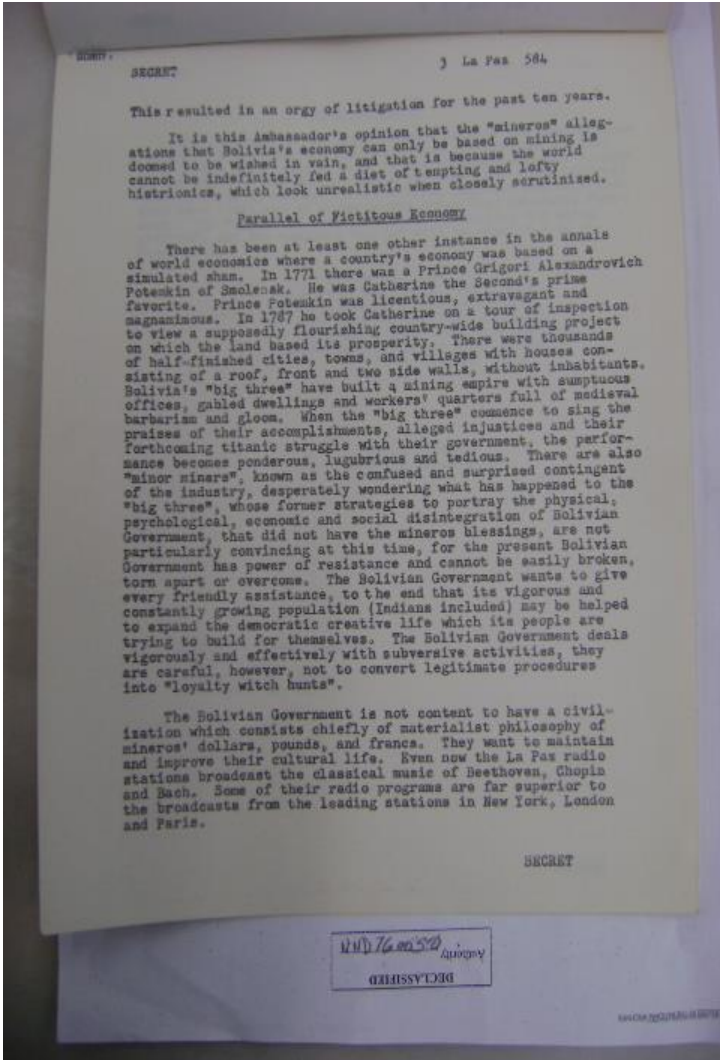 SECRET
3 La Paz 584
This resulted in an orgy of litigation for the past ten years.
It is this Ambassador's opinion that the "mineros" alleg-
ations that Bolivia's economy can only be based on mining is
doomed to be wished in vain, and that is because the world
cannot be indefinitely fed a diet of tempting and lofty
histrionics, which look unrealistic when closely scrutinized.
Parallel of Fictitous Economy
There has been at least one other instance in the annals
of world economics where a country's economy was based on a
simulated sham. In 1771 there was a Prince Grigori Alexandrovich
Potemkin of Smolensk. He was Catherine the Second's prime
favorite. Prince Potemkin was licentious, extravagant and
magnanimous. In 1787 he took Catherine on a tour of inspection
to view a supposedly flourishing country-wide building project
on which the land based its prosperity. There were thousands
of half-finished cities, towns, and villages with houses con-
sisting of a roof, front and two side walls, without inhabitants.
Bolivia's "big three" have built a mining empire with sumptuous
offices, gabled dwellings and workers' quarters full of medieval
barbarism and gloom. When the "big three" commence to sing the
praises of their accomplishments, alleged injustices and their
forthcoming titanic struggle with their government, the perfor-
mance becomes ponderous, lugubrious and tedious. There are also
"minor miners", known as the confused and surprised contingent
of the industry, desperately wondering what has happened to the
"big three", whose former strategies to portray the physical,
psychological, economic and social disintegration of Bolivian
Government, that did not have the mineros blessings, are not
particularly convincing at this time, for the present Bolivian
Government has power of resistance and cannot be easily broken,
torn apart or overcome. The Bolivian Government wants to give
every friendly assistance, to the end that its vigorous and
constantly growing population (Indians included) may be helped
to expand the democratic creative life which its people are
trying to build for themselves. The Bolivian Government deals
vigorously and effectively with subversive activities, they
are careful, however, not to convert legitimate procedures
into "loyalty witch hunts".
The Bolivian Government is not content to have a civil-
ization which consists chiefly of materialist philosophy of
mineros' dollars, pounds, and francs. They want to maintain
and improve their cultural life. Even now the La Paz radio
stations broadcast the classical music of Beethoven, Chopin
and Bach. Some of their radio programs are far superior to
the broadcasts from the leading stations in New York, London
and Paris.
SECRET
Authority
DECLASSIFIED